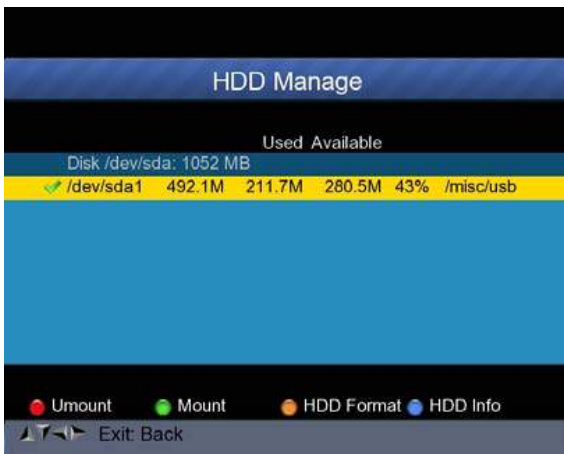 HDD Manage
Used Available
Disk /dev/sda: 1052 MB
/dev/sda1 492.1M 211.7M 280.5M 43% /misc/usb
Umount Mount HDD Format HDD Info
Exit: Back